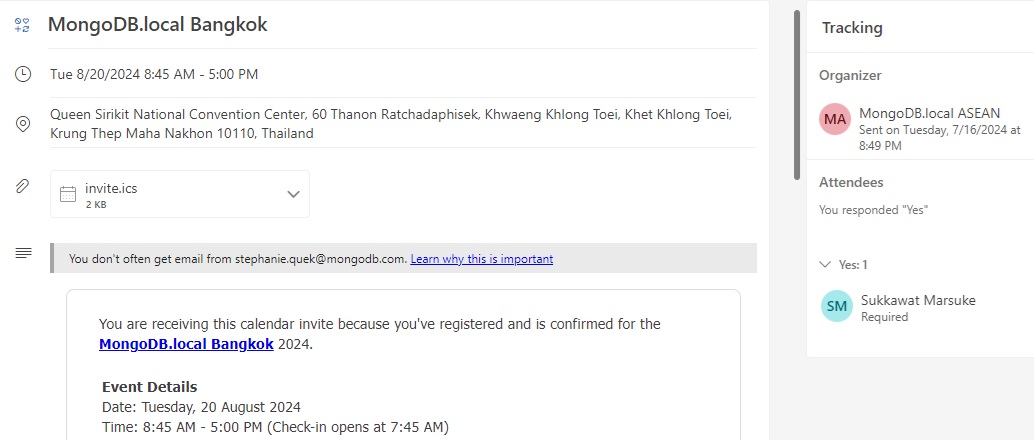 MongoDB.local Bangkok
Tue 8/20/2024 8:45 AM - 5:00 PM
Queen Sirikit National Convention Center, 60 Thanon Ratchadaphisek, Khwaeng Khlong Toei, Khet Khlong Toei,
Krung Thep Maha Nakhon 10110, Thailand
invite.ics
2 KB
You don't often get email from stephanie.quek@mongodb.com. Learn why this is important
You are receiving this calendar invite because you've registered and is confirmed for the
MongoDB.local Bangkok 2024.
Event Details
Date: Tuesday, 20 August 2024
Time: 8:45 AM - 5:00 PM (Check-in opens at 7:45 AM)
Tracking
Organizer
MA
MongoDB.local ASEAN
Sent on Tuesday, 7/16/2024 at
8:49 PM
Attendees
You responded "Yes"
Yes: 1
SM
Sukkawat Marsuke
Required